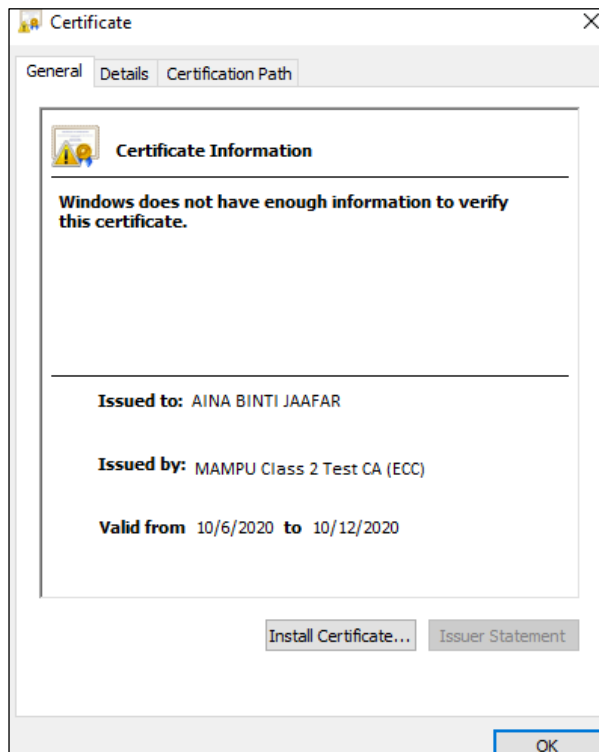 Certificate
General Details Certification Path
Certificate Information
Windows does not have enough information to verify
this certificate.
Issued to: AINA BINTI JAAFAR
Issued by: MAMPU Class 2 Test CA (ECC)
Valid from 10/6/2020 to 10/12/2020
Install Certificate... Issuer Statement
OK